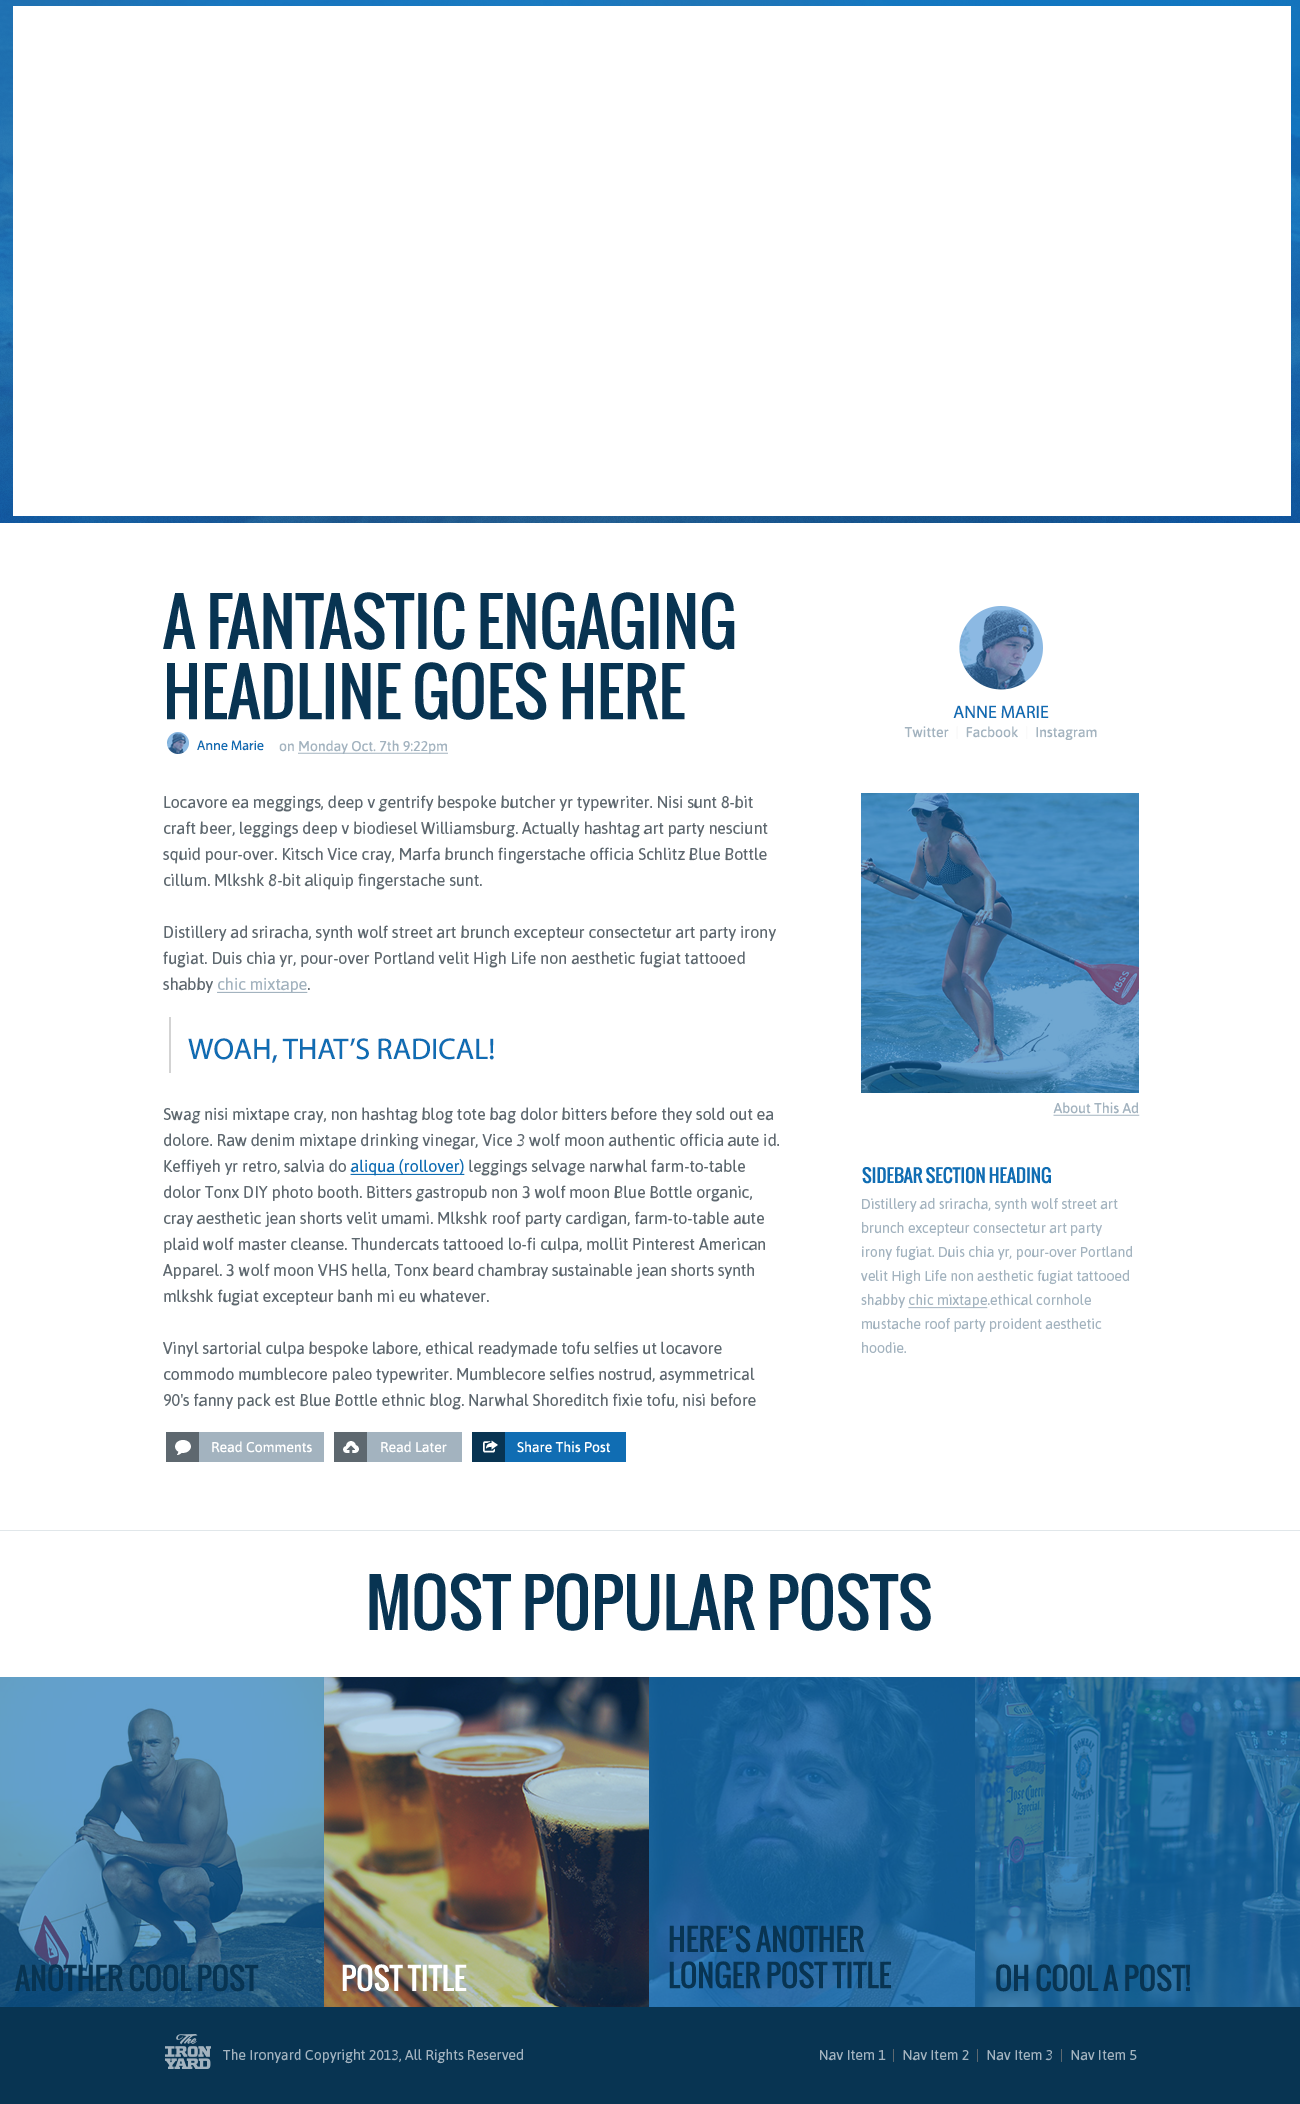 A FANTASTIC ENGAGING
HEADLINE GOES HERE
Anne Marie on Monday Oct. 7th 9:22pm
Locavore ea meggings, deep v gentrify bespoke butcher yr typewriter. Nisi sunt 8-bit
craft beer, leggings deep v biodiesel Williamsburg. Actually hashtag art party nesciunt
squid pour-over. Kitsch Vice cray, Marfa brunch fingerstache officia Schlitz Blue Bottle
cillum. Mlkshk 8-bit aliquip fingerstache sunt.
Distillery ad sriracha, synth wolf street art brunch excepteur consectetur art party irony
fugiat. Duis chia yr, pour-over Portland velit High Life non aesthetic fugiat tattooed
shabby chic mixtape.
WOAH, THAT'S RADICAL!
Swag nisi mixtape cray, non hashtag blog tote bag dolor bitters before they sold out ea
dolore. Raw denim mixtape drinking vinegar, Vice 3 wolf moon authentic officia aute id.
Keffiyeh yr retro, salvia do aliqua (rollover) leggings selvage narwhal farm-to-table
dolor Tonx DIY photo booth. Bitters gastropub non 3 wolf moon Blue Bottle organic,
cray aesthetic jean shorts velit umami. Mlkshk roof party cardigan, farm-to-table aute
plaid wolf master cleanse. Thundercats tattooed lo-fi culpa, mollit Pinterest American
Apparel. 3 wolf moon VHS hella, Tonx beard chambray sustainable jean shorts synth
mlkshk fugiat excepteur banh mi eu whatever.
Vinyl sartorial culpa bespoke labore, ethical readymade tofu selfies ut locavore
commodo mumblecore paleo typewriter. Mumblecore selfies nostrud, asymmetrical
90's fanny pack est Blue Bottle ethnic blog. Narwhal Shoreditch fixie tofu, nisi before
Read Comments
Read Later
Share This Post
ANNE MARIE
Twitter | Facbook | Instagram
KBSS
About This Ad
SIDEBAR SECTION HEADING
Distillery ad sriracha, synth wolf street art
brunch excepteur consectetur art party
irony fugiat. Duis chia yr, pour-over Portland
velit High Life non aesthetic fugiat tattooed
shabby chic mixtape.ethical cornhole
mustache roof party proident aesthetic
hoodie.
MOST POPULAR POSTS
ANOTHER COOL POST
POST TITLE
HERE'S ANOTHER
LONGER POST TITLE
Jose Cuervo
Especial
BOMBAY
SAPPHIRE
OH COOL A POST!
The
IRON
YARD
The Ironyard Copyright 2013, All Rights Reserved
Nav Item 1 | Nav Item 2 | Nav Item 3 | Nav Item 5